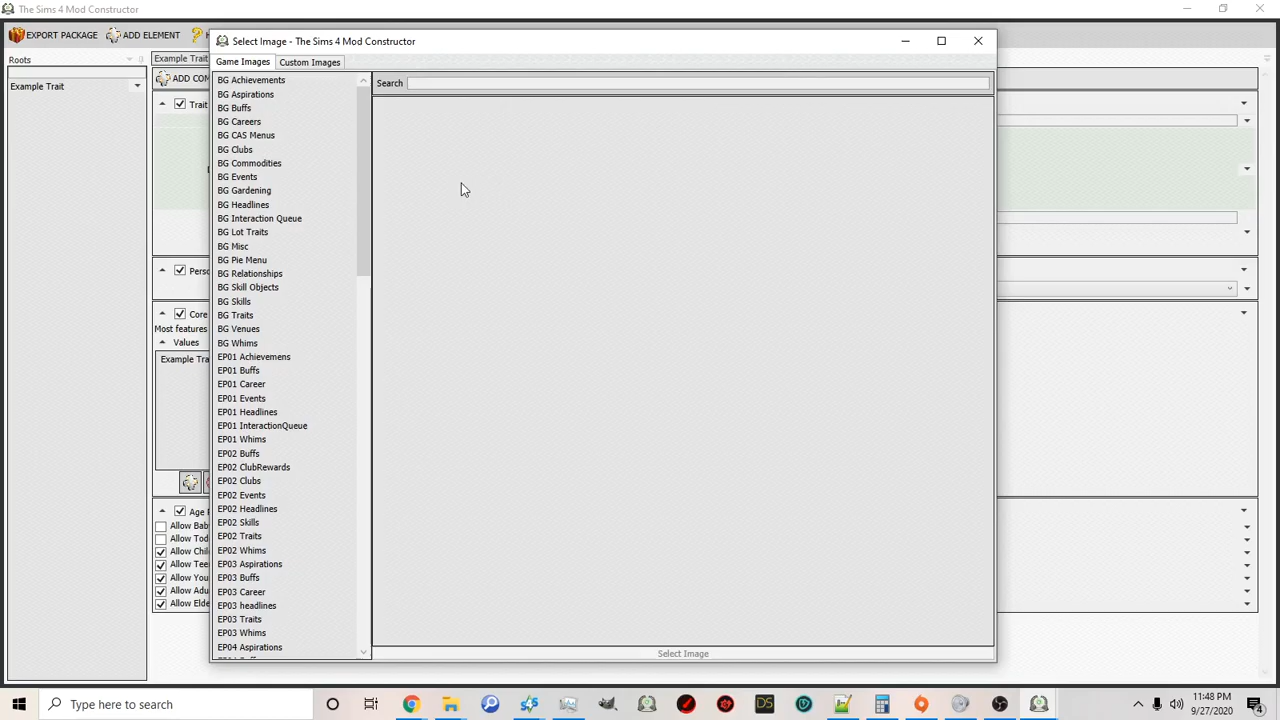 The Sims 4 Mod Constructor
EXPORT PACKAGE
ADD ELEMENT
Roots
Example Trait
Example Trait
ADD COM
Trait
Perso
Core
Most features
Values
Example Tra
Age R
Allow Bab
Allow Tod
Allow Chil
Allow Teen
Allow You
Allow Adu
Allow Elde
Select Image - The Sims 4 Mod Constructor
Game Images
Custom Images
Search
BG Achievements
BG Aspirations
BG Buffs
BG Careers
BG CAS Menus
BG Clubs
BG Commodities
BG Events
BG Gardening
BG Headlines
BG Interaction Queue
BG Lot Traits
BG Misc
BG Pie Menu
BG Relationships
BG Skill Objects
BG Skills
BG Traits
BG Venues
BG Whims
EP01 Achievemens
EP01 Buffs
EP01 Career
EP01 Events
EP01 Headlines
EP01 InteractionQueue
EP01 Whims
EP02 Buffs
EP02 ClubRewards
EP02 Clubs
EP02 Events
EP02 Headlines
EP02 Skills
EP02 Traits
EP02 Whims
EP03 Aspirations
EP03 Buffs
EP03 Career
EP03 headlines
EP03 Traits
EP03 Whims
EP04 Aspirations
Select Image
Type here to search
DS
11:48 PM
9/27/2020
4